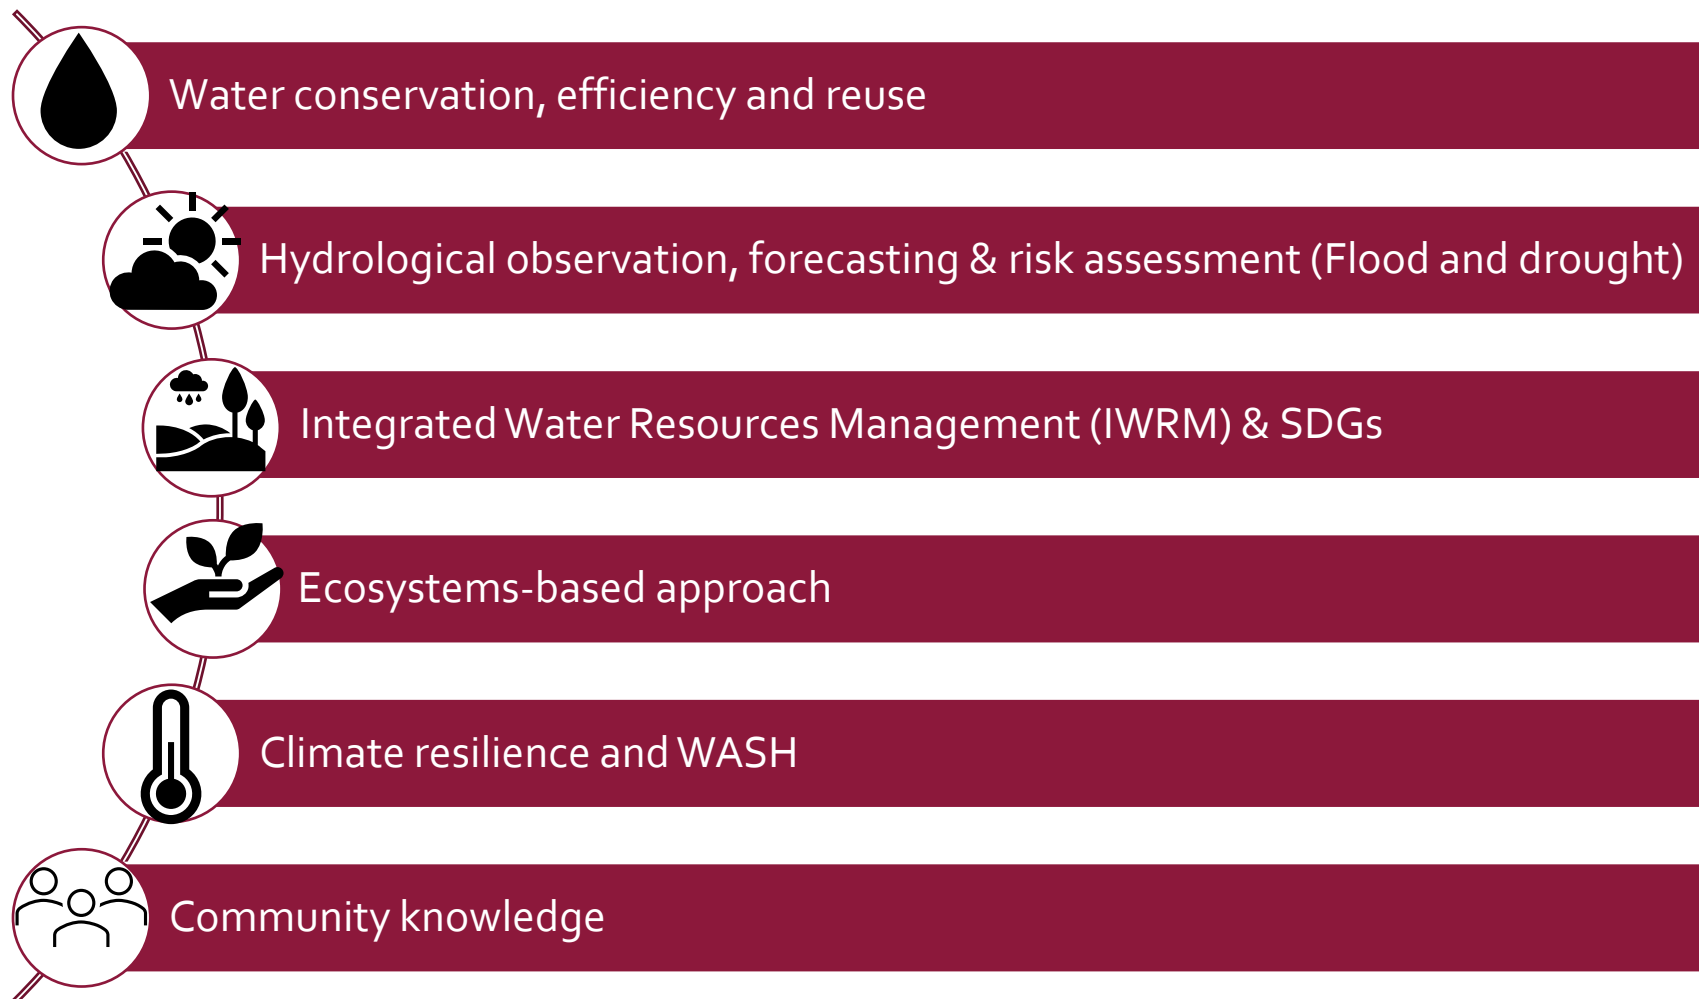 Water conservation, efficiency and reuse
Hydrological observation, forecasting & risk assessment (Flood and drought)
Integrated Water Resources Management (IWRM) & SDGs
Ecosystems-based approach
Climate resilience and WASH
Community knowledge